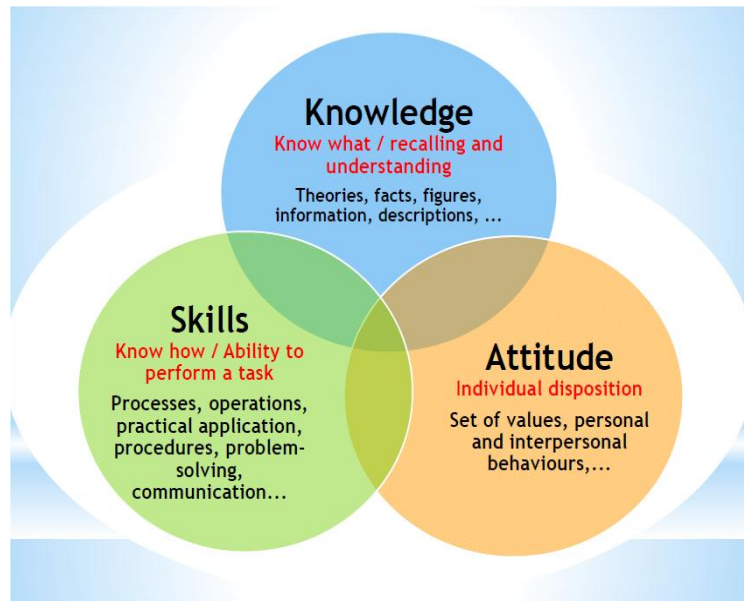 Knowledge
Know what / recalling and
understanding
Theories, facts, figures,
information, descriptions, ...
Skills
Know how / Ability to
perform a task
Processes, operations,
practical application,
procedures, problem-
solving,
communication...
Attitude
Individual disposition
Set of values, personal
and interpersonal
behaviours,...